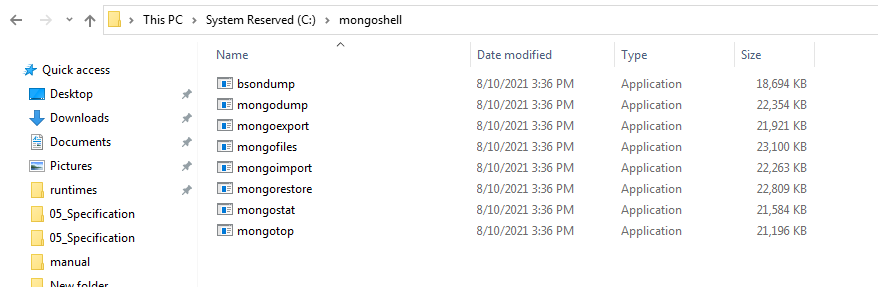 This PC > System Reserved (C:) > mongoshell
Name Date modified Type Size
Quick access
Desktop
Downloads
Documents
Pictures
runtimes
05_Specification
05_Specification
manual
New folder
bsondump 8/10/2021 3:36 PM Application 18,694 KB
mongodump 8/10/2021 3:36 PM Application 22,354 KB
mongoexport 8/10/2021 3:36 PM Application 21,921 KB
mongofiles 8/10/2021 3:36 PM Application 23,100 KB
mongoimport 8/10/2021 3:36 PM Application 22,263 KB
mongorestore 8/10/2021 3:36 PM Application 22,809 KB
mongostat 8/10/2021 3:36 PM Application 21,584 KB
mongotop 8/10/2021 3:36 PM Application 21,196 KB